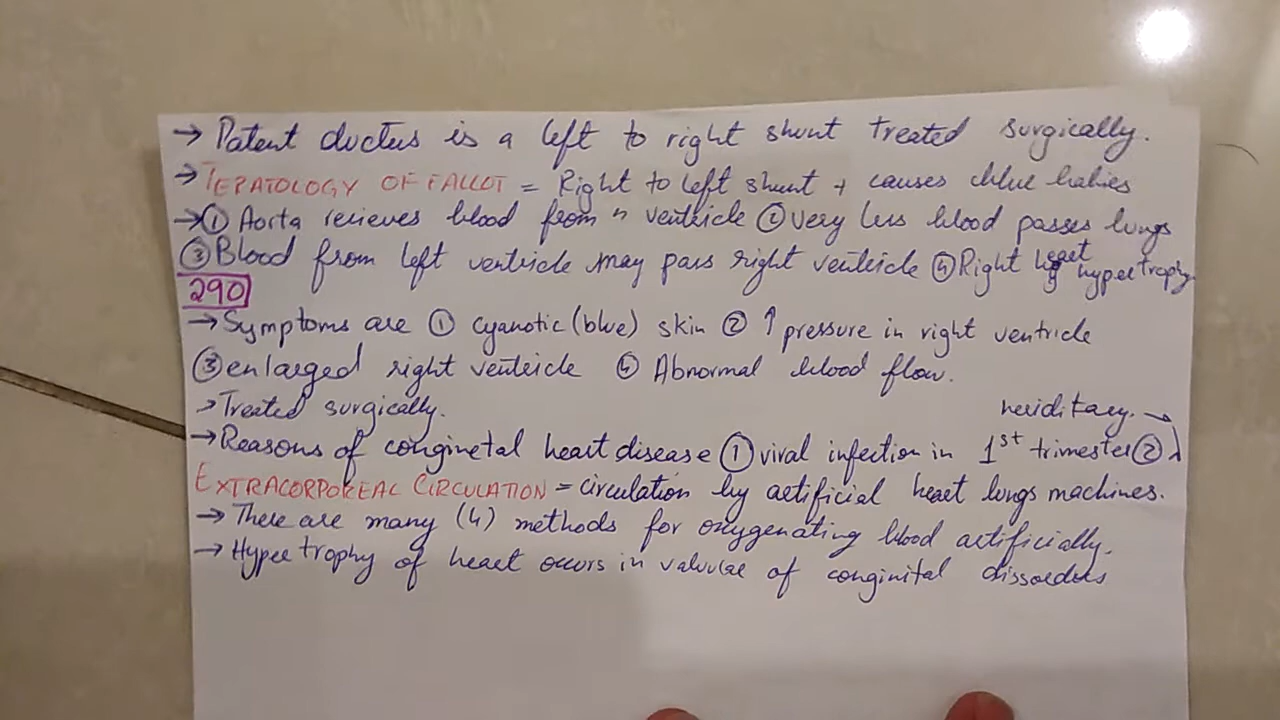 → Patent ductus is a left to right shunt treated surgically.
→ TEPATOLOGY OF FALLOT = Right to left shunt + causes blue babies
→ ① Aorta recieves blood from " ventricle ② very less blood passes lungs
③ Blood from left ventricle may pass right ventricle ④ Right heart hypertrophy
290
→ Symptoms are ① cyanotic (blue) skin ② ↑ pressure in right ventricle
③ enlarged right ventricle ④ Abnormal blood flow.
→ Treated surgically.
hereditary. →
→ Reasons of conginetal heart disease ① viral infection in 1st trimester ②
EXTRACORPOREAL CIRCULATION = circulation by artificial heart lungs machines.
→ There are many (4) methods for oxygenating blood artificially.
→ Hypertrophy of heart occurs in valvular of conginital dissorders